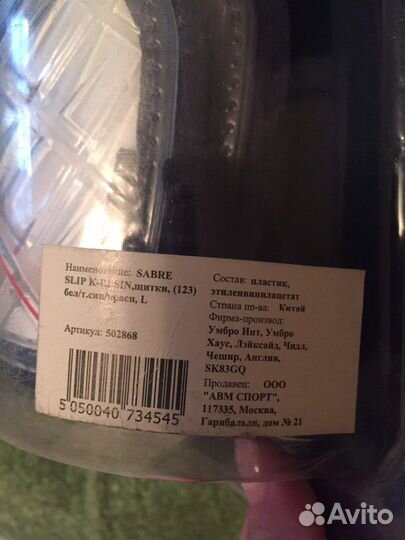 Наименование: SABRE
SLIP K-RESIN,щитки, (123)
бел/т.син/красн, L
Артикул: 502868
5 050040 734545
Состав: пластик,
этиленвинилацетат
Страна пр-ва: Китай
Фирма-производ:
Умбро Инт, Умбро
Хаус, Лэйксайд, Чидл,
Чешир, Англия,
SK83GQ
Продавец: ООО
"АВМ СПОРТ",
117335, Москва,
Гарибальди, дом № 21
Avito